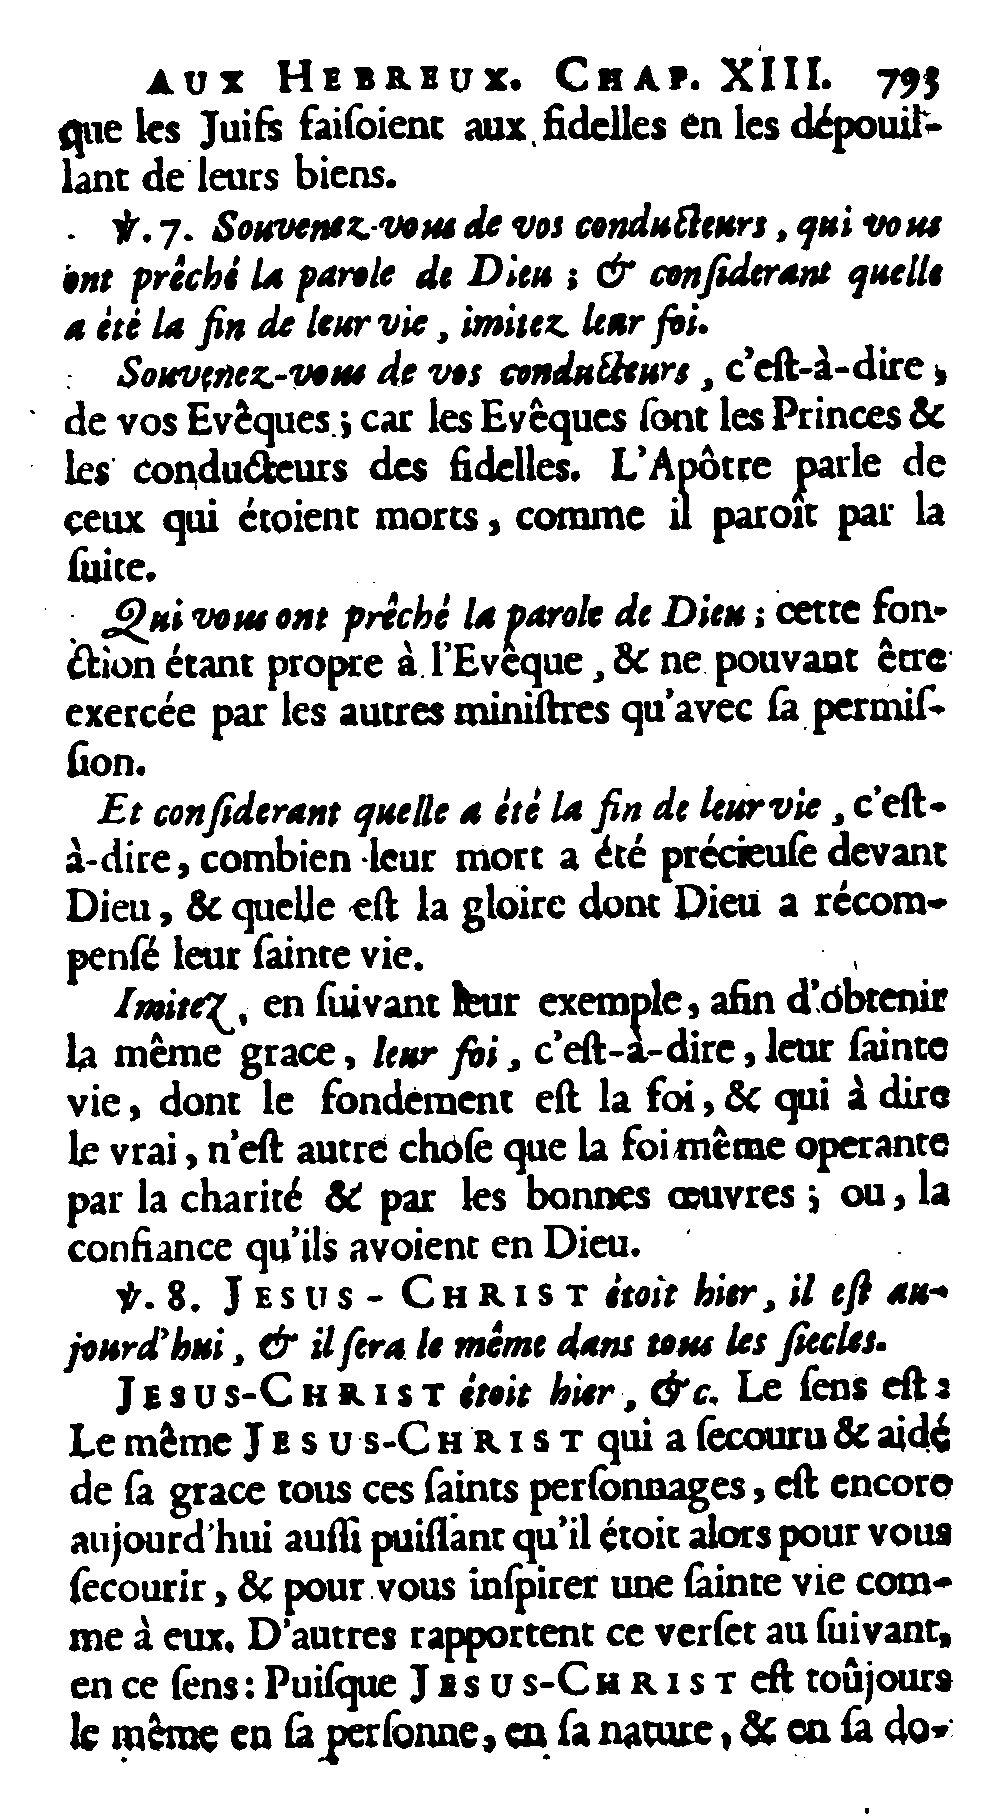 AUX HEBREUX. CHAP. XIII. 793
que les Juifs faiſoient aux fidelles en les dépouil-
lant de leurs biens.
℣. 7. Souvenez-vous de vos conducteurs, qui vous
ont prêché la parole de Dieu ; & conſiderant quelle
a été la fin de leur vie, imitez leur foi.
Souvenez-vous de vos conducteurs, c'eſt-à-dire,
de vos Evêques ; car les Evêques ſont les Princes &
les conducteurs des fidelles. L'Apôtre parle de
ceux qui étoient morts, comme il paroît par la
ſuite.
Qui vous ont prêché la parole de Dieu ; cette fon-
ction étant propre à l'Evêque, & ne pouvant être
exercée par les autres miniſtres qu'avec ſa permiſ-
ſion.
Et conſiderant quelle a été la fin de leur vie, c'eſt-
à-dire, combien leur mort a été précieuſe devant
Dieu, & quelle eſt la gloire dont Dieu a récom-
penſé leur ſainte vie.
Imitez, en ſuivant leur exemple, afin d'obtenir
la même grace, leur foi, c'eſt-à-dire, leur ſainte
vie, dont le fondement eſt la foi, & qui à dire
le vrai, n'eſt autre choſe que la foi même operante
par la charité & par les bonnes œuvres ; ou, la
confiance qu'ils avoient en Dieu.
℣. 8. JESUS-CHRIST étoit hier, il eſt au-
jourd'hui, & il ſera le même dans tous les ſiecles.
JESUS-CHRIST étoit hier, &c. Le ſens eſt :
Le même JESUS-CHRIST qui a ſecouru & aidé
de ſa grace tous ces ſaints perſonnages, eſt encore
aujourd'hui auſſi puiſſant qu'il étoit alors pour vous
ſecourir, & pour vous inſpirer une ſainte vie com-
me à eux. D'autres rapportent ce verſet au ſuivant,
en ce ſens : Puiſque JESUS-CHRIST eſt toûjours
le même en ſa perſonne, en ſa nature, & en ſa do-